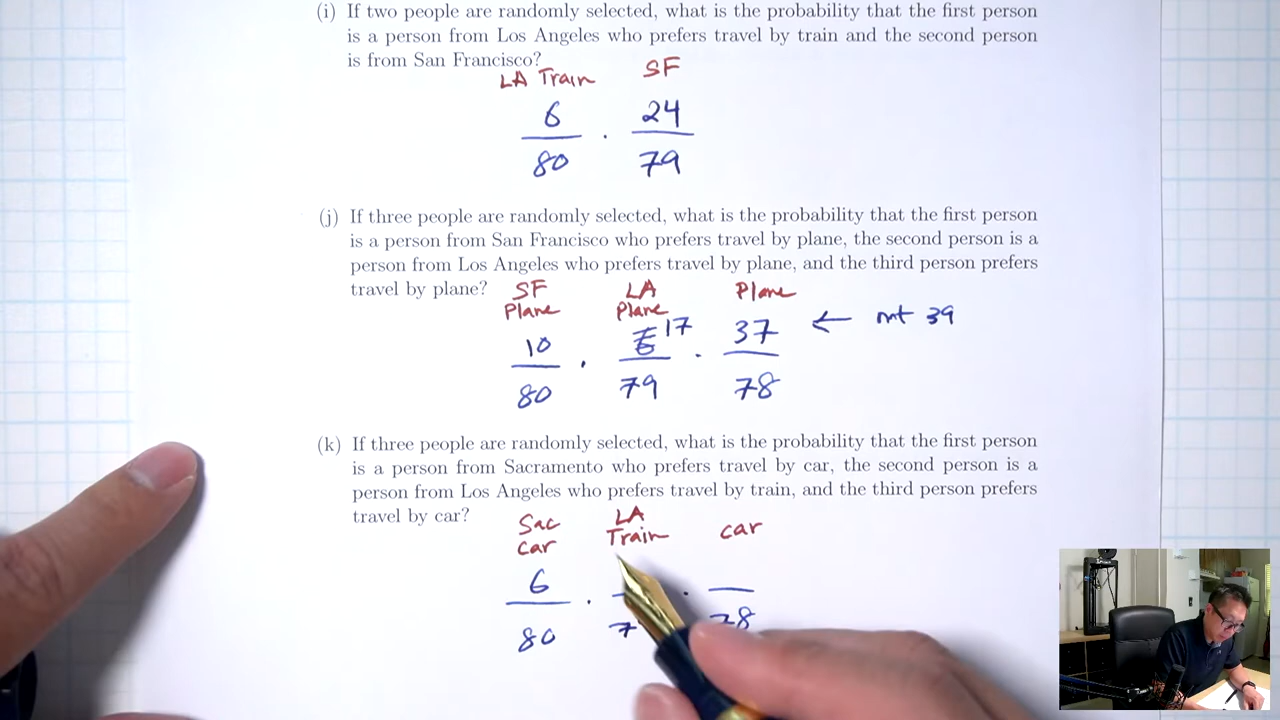 (i) If two people are randomly selected, what is the probability that the first person
is a person from Los Angeles who prefers travel by train and the second person
is from San Francisco?
LA Train SF
6 24
80 · 79
(j) If three people are randomly selected, what is the probability that the first person
is a person from San Francisco who prefers travel by plane, the second person is a
person from Los Angeles who prefers travel by plane, and the third person prefers
travel by plane?
SF LA Plane
Plane Plane
10 17 37 ← not 39
80 · 79 · 78
(k) If three people are randomly selected, what is the probability that the first person
is a person from Sacramento who prefers travel by car, the second person is a
person from Los Angeles who prefers travel by train, and the third person prefers
travel by car?
Sac LA car
car Train
6
80 · 7 · 78